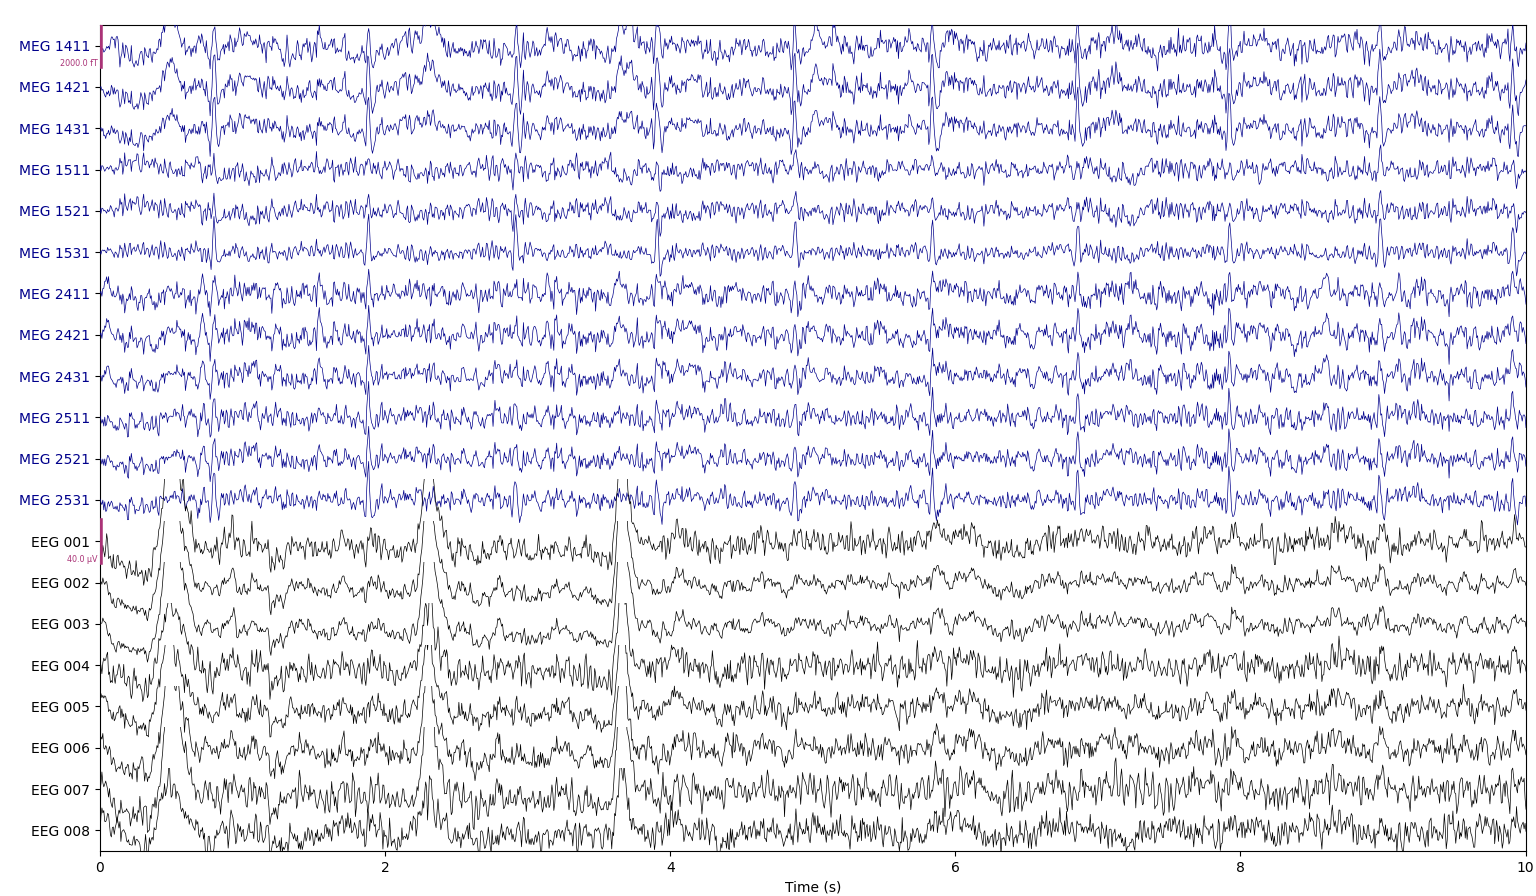 MEG 1411
2000.0 fT
MEG 1421
MEG 1431
MEG 1511
MEG 1521
MEG 1531
MEG 2411
MEG 2421
MEG 2431
MEG 2511
MEG 2521
MEG 2531
EEG 001
40.0 µV
EEG 002
EEG 003
EEG 004
EEG 005
EEG 006
EEG 007
EEG 008
0 2 4 6 8 10
Time (s)